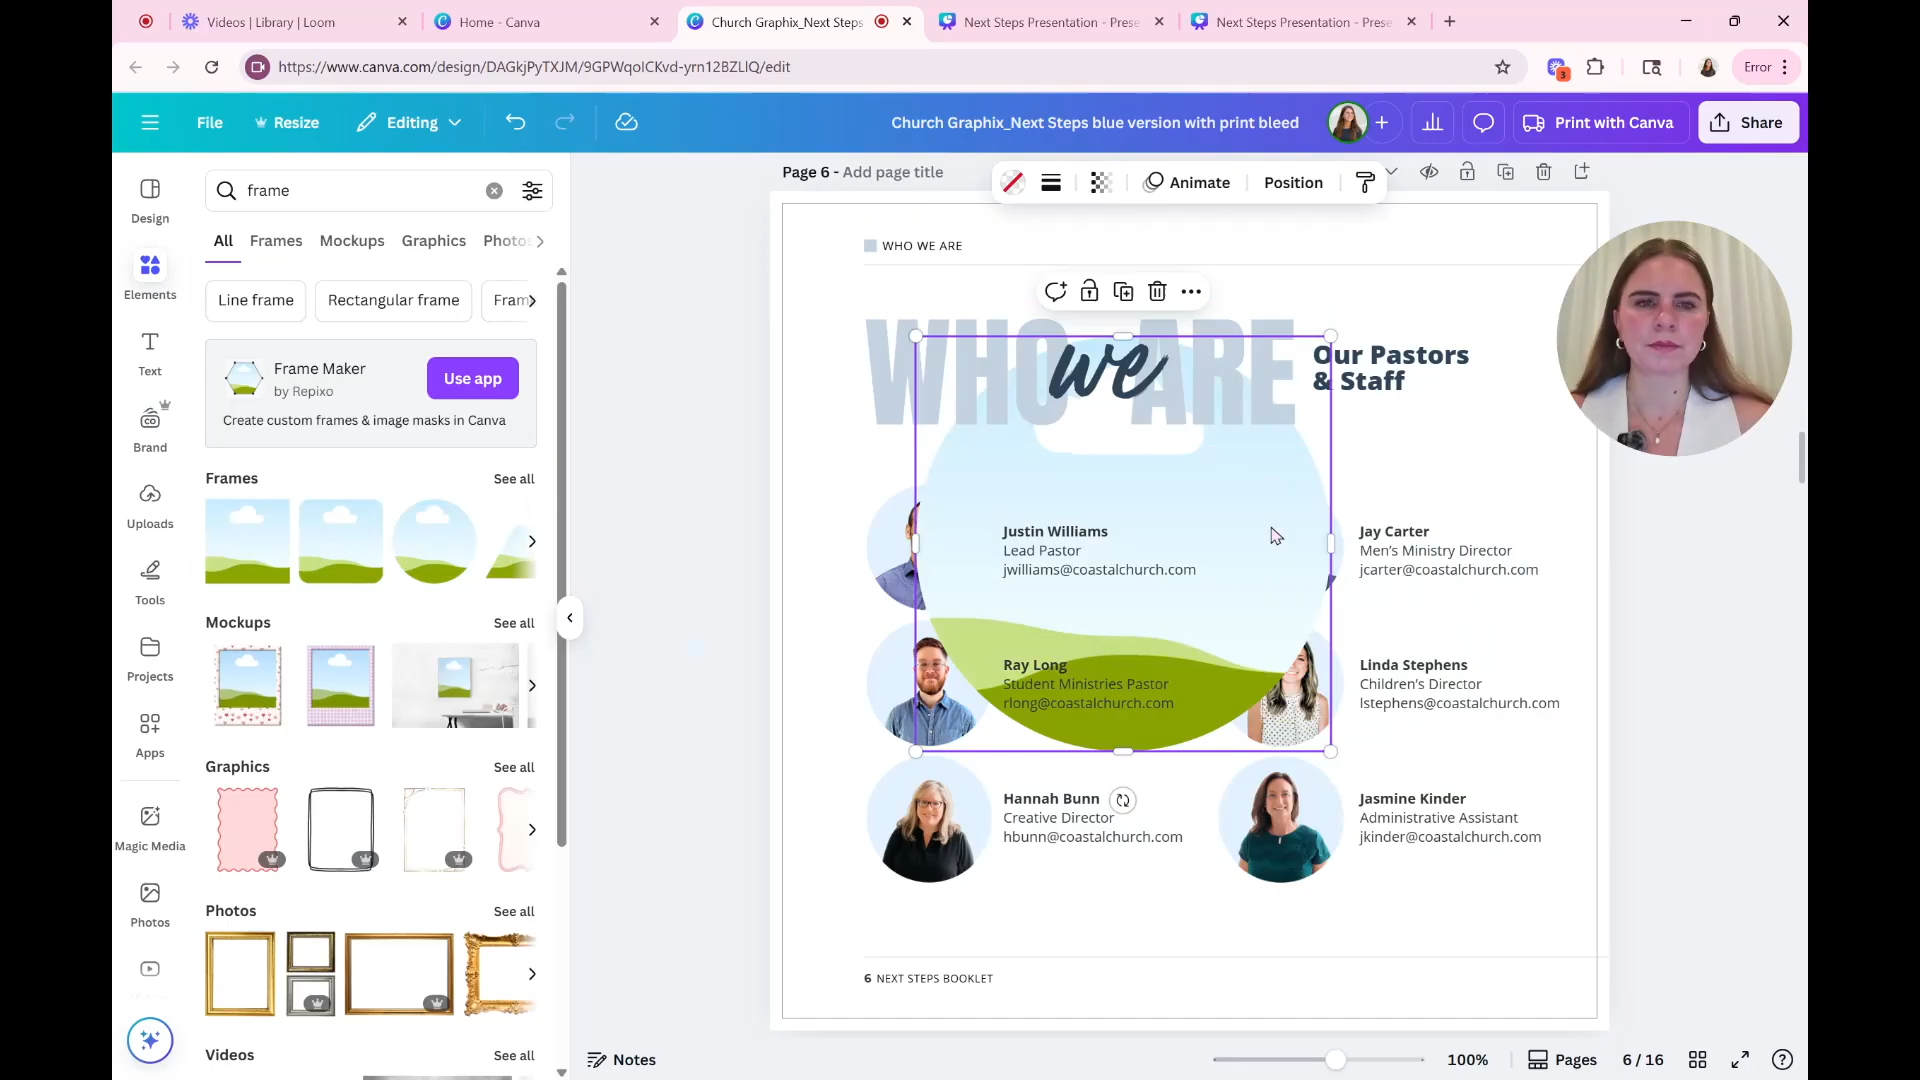 Videos | Library | Loom
Home - Canva
Church Graphix_Next Steps
Next Steps Presentation - Prese
Next Steps Presentation - Prese
https://www.canva.com/design/DAGkjPyTXJM/9GPWqoICKvd-yrn12BZLIQ/edit
3
Error
File
Resize
Editing
Church Graphix_Next Steps blue version with print bleed
Print with Canva
Share
Design
Elements
Text
Brand
Uploads
Tools
Projects
Apps
Magic Media
Photos
frame
All
Frames
Mockups
Graphics
Photos
Line frame
Rectangular frame
Fram
Frame Maker
by Repixo
Use app
Create custom frames & image masks in Canva
Frames
See all
Mockups
See all
Graphics
See all
Photos
See all
Videos
See all
Page 6 - Add page title
Animate
Position
WHO WE ARE
WHO we ARE
Our Pastors
& Staff
Justin Williams
Lead Pastor
jwilliams@coastalchurch.com
Jay Carter
Men's Ministry Director
jcarter@coastalchurch.com
Ray Long
Student Ministries Pastor
rlong@coastalchurch.com
Linda Stephens
Children's Director
lstephens@coastalchurch.com
Hannah Bunn
Creative Director
hbunn@coastalchurch.com
Jasmine Kinder
Administrative Assistant
jkinder@coastalchurch.com
6 NEXT STEPS BOOKLET
Notes
100%
Pages
6 / 16